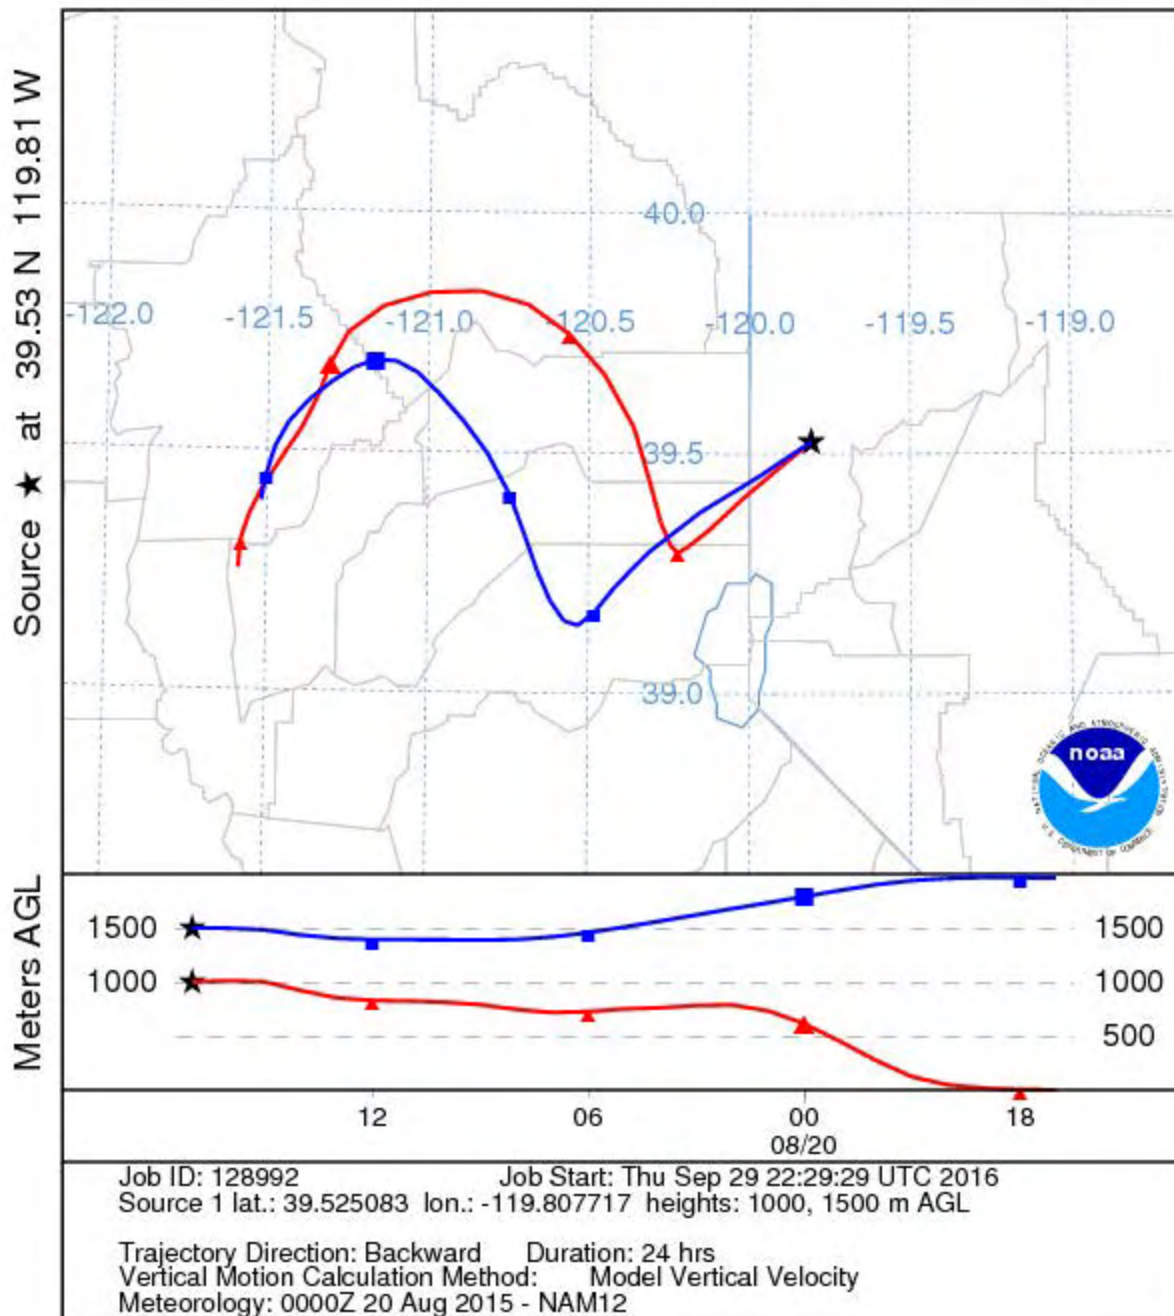 Source ★ at 39.53 N 119.81 W
40.0
-122.0 -121.5 -121.0 -120.5 -120.0 -119.5 -119.0
39.5
39.0
noaa
Meters AGL
1500 1500
1000 1000
500
12 06 00 18
08/20
Job ID: 128992 Job Start: Thu Sep 29 22:29:29 UTC 2016
Source 1 lat.: 39.525083 lon.: -119.807717 heights: 1000, 1500 m AGL
Trajectory Direction: Backward Duration: 24 hrs
Vertical Motion Calculation Method: Model Vertical Velocity
Meteorology: 0000Z 20 Aug 2015 - NAM12